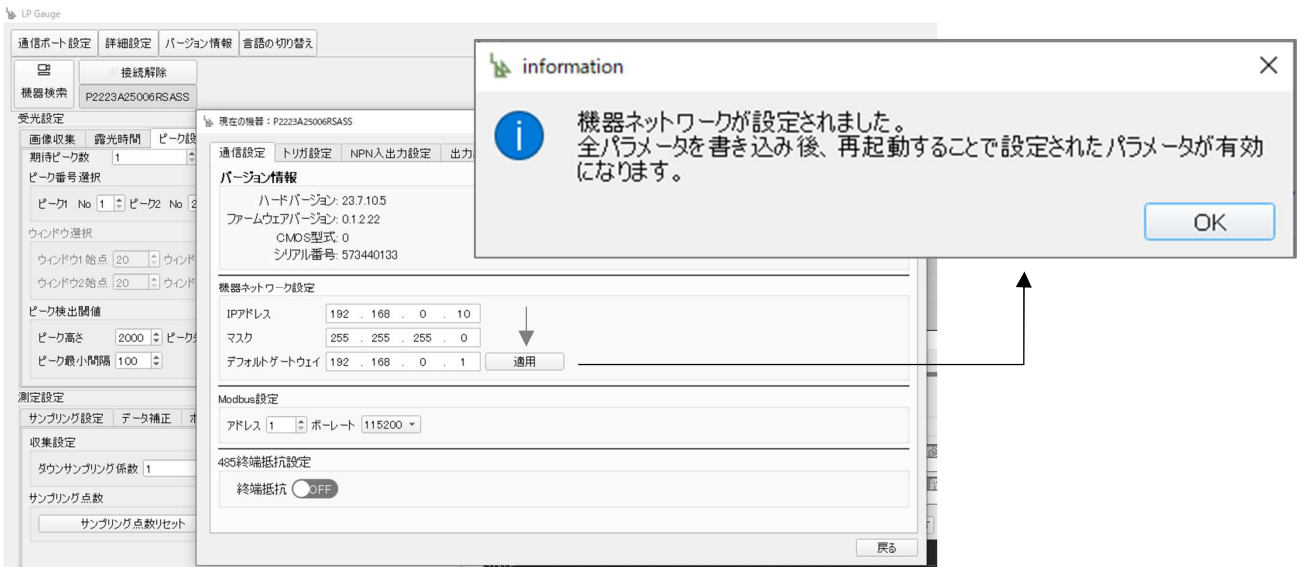 LP Gauge
通信ポート設定 詳細設定 バージョン情報 言語の切り替え
機器検索
接続解除
P2223A25006RSASS
受光設定
画像収集 露光時間 ピーク設
期待ピーク数 1
ピーク番号選択
ピーク1 No 1 ピーク2 No 2
ウィンドウ選択
ウィンドウ1始点 20 ウィンド
ウィンドウ2始点 20 ウィンド
ピーク検出閾値
ピーク高さ 2000
ピーク最小間隔 100
測定設定
サンプリング設定 データ補正
収集設定
ダウンサンプリング係数 1
サンプリング点数
サンプリング点数リセット
現在の機器：P2223A25006RSASS
通信設定 トリガ設定 NPN入出力設定 出力
バージョン情報
ハードバージョン: 23.7.10.5
ファームウェアバージョン: 0.1.2.22
CMOS型式: 0
シリアル番号: 573440133
機器ネットワーク設定
IPアドレス 192 . 168 . 0 . 10
マスク 255 . 255 . 255 . 0
デフォルトゲートウェイ 192 . 168 . 0 . 1 適用
Modbus設定
アドレス 1 ボーレート 115200
485終端抵抗設定
終端抵抗 OFF
戻る
information
機器ネットワークが設定されました。
全パラメータを書き込み後、再起動することで設定されたパラメータが有効
になります。
OK